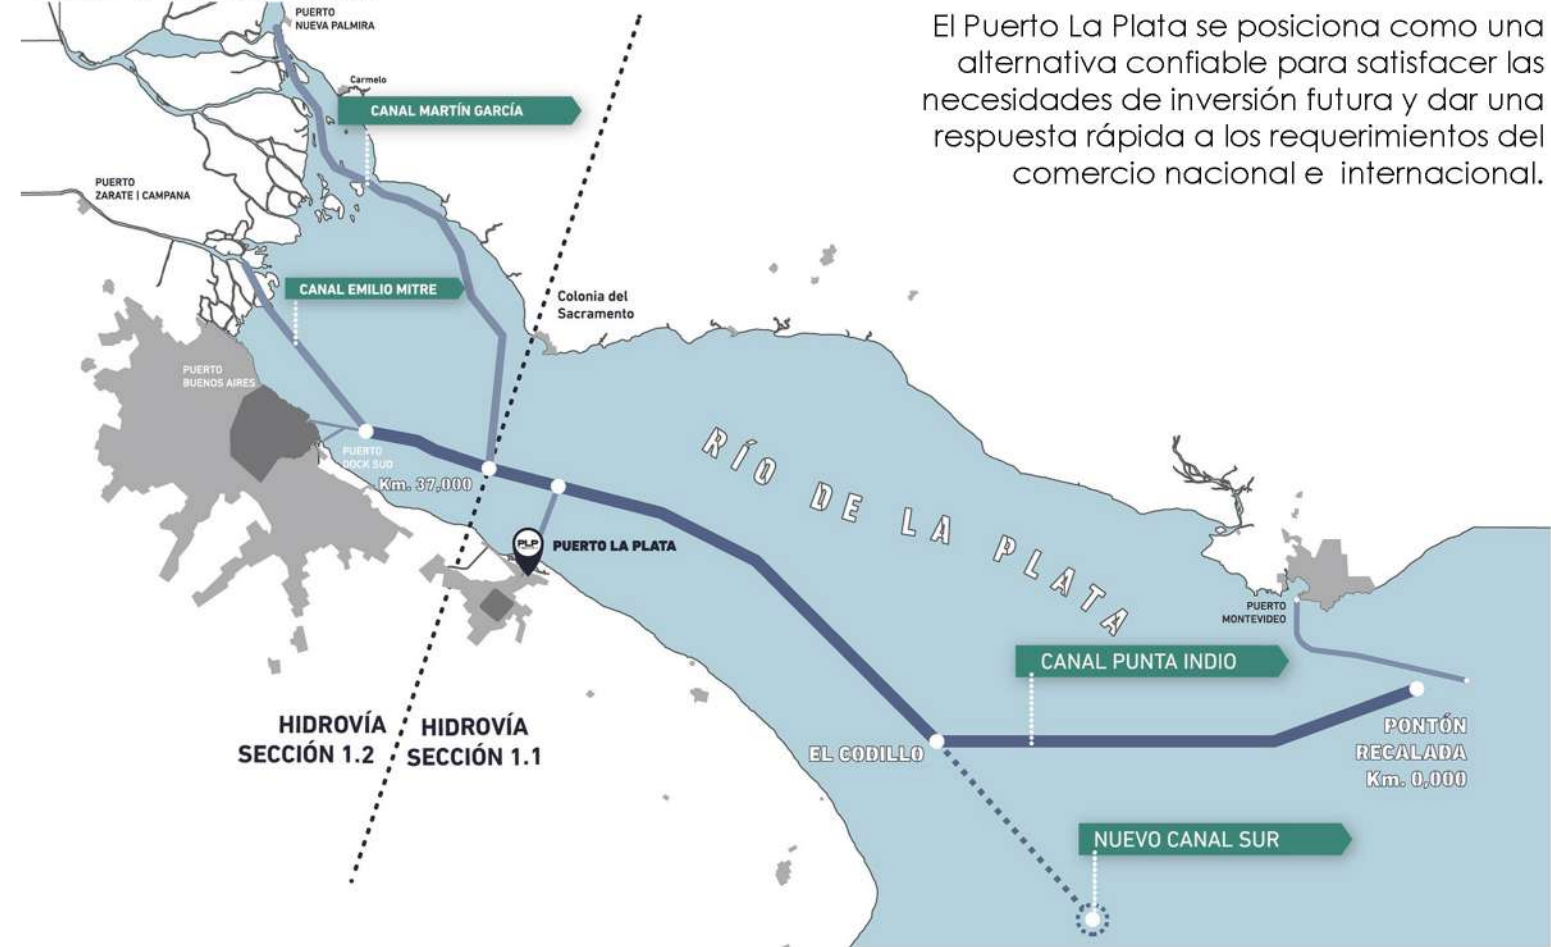 El Puerto La Plata se posiciona como una
alternativa confiable para satisfacer las
necesidades de inversión futura y dar una
respuesta rápida a los requerimientos del
comercio nacional e internacional.
PUERTO
NUEVA PALMIRA
Carmelo
CANAL MARTÍN GARCÍA
PUERTO
ZARATE | CAMPANA
CANAL EMILIO MITRE
Colonia del
Sacramento
PUERTO
BUENOS AIRES
PUERTO
DOCK SUD
Km. 37,000
RÍO DE LA PLATA
PLP
PUERTO LA PLATA
PUERTO
MONTEVIDEO
CANAL PUNTA INDIO
HIDROVÍA
SECCIÓN 1.2
HIDROVÍA
SECCIÓN 1.1
EL CODILLO
PONTÓN
RECALADA
Km. 0,000
NUEVO CANAL SUR